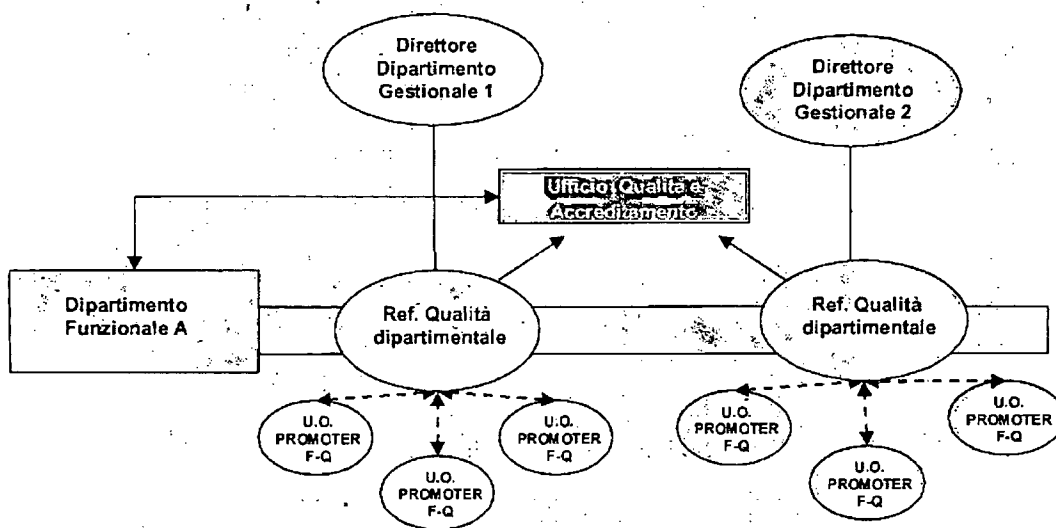 Direttore
Dipartimento
Gestionale 1
Direttore
Dipartimento
Gestionale 2
Ufficio Qualità e
Accreditamento
Dipartimento
Funzionale A
Ref. Qualità
dipartimentale
Ref. Qualità
dipartimentale
U.O.
PROMOTER
F-Q
U.O.
PROMOTER
F-Q
U.O.
PROMOTER
F-Q
U.O.
PROMOTER
F-Q
U.O.
PROMOTER
F-Q
U.O.
PROMOTER
F-Q